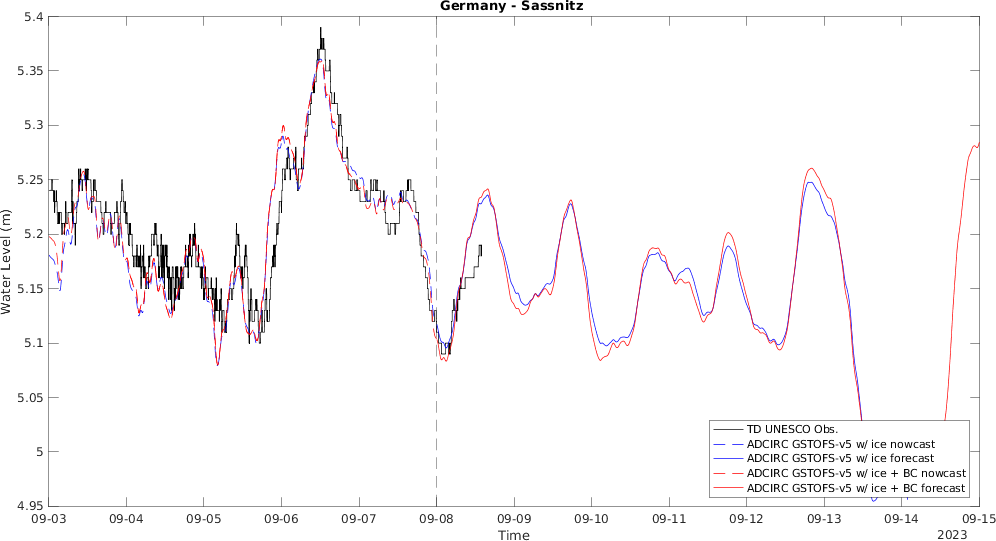 Germany - Sassnitz
5.4
5.35
5.3
5.25
5.2
5.15
5.1
5.05
5
4.95
Water Level (m)
09-03 09-04 09-05 09-06 09-07 09-08 09-09 09-10 09-11 09-12 09-13 09-14 09-15
Time
2023
TD UNESCO Obs.
ADCIRC GSTOFS-v5 w/ ice nowcast
ADCIRC GSTOFS-v5 w/ ice forecast
ADCIRC GSTOFS-v5 w/ ice + BC nowcast
ADCIRC GSTOFS-v5 w/ ice + BC forecast